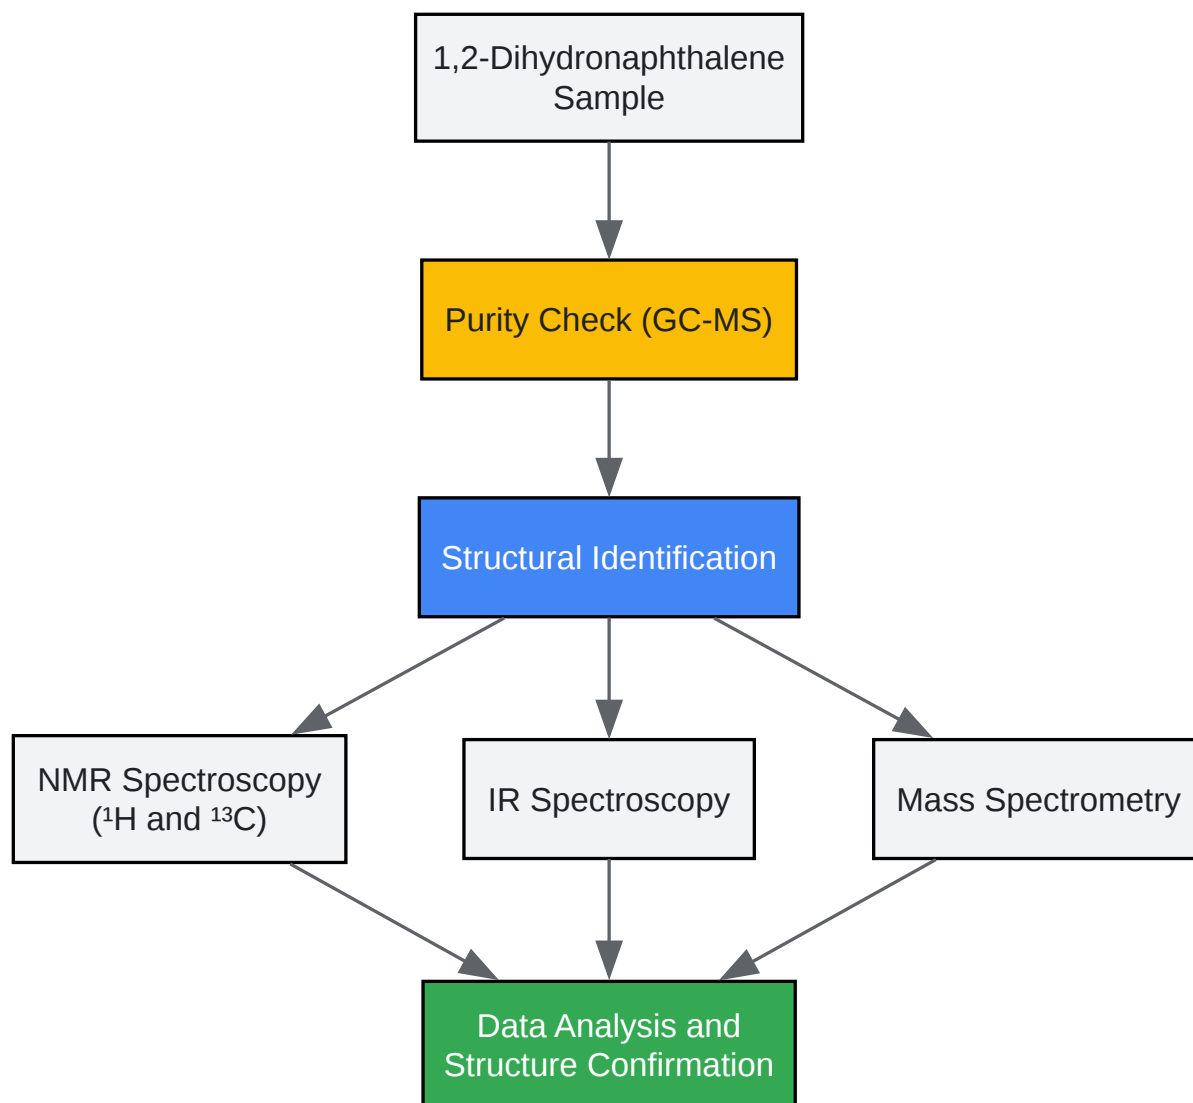 1,2-Dihydronaphthalene
Sample
Purity Check (GC-MS)
Structural Identification
NMR Spectroscopy
(¹H and ¹³C)
IR Spectroscopy
Mass Spectrometry
Data Analysis and
Structure Confirmation